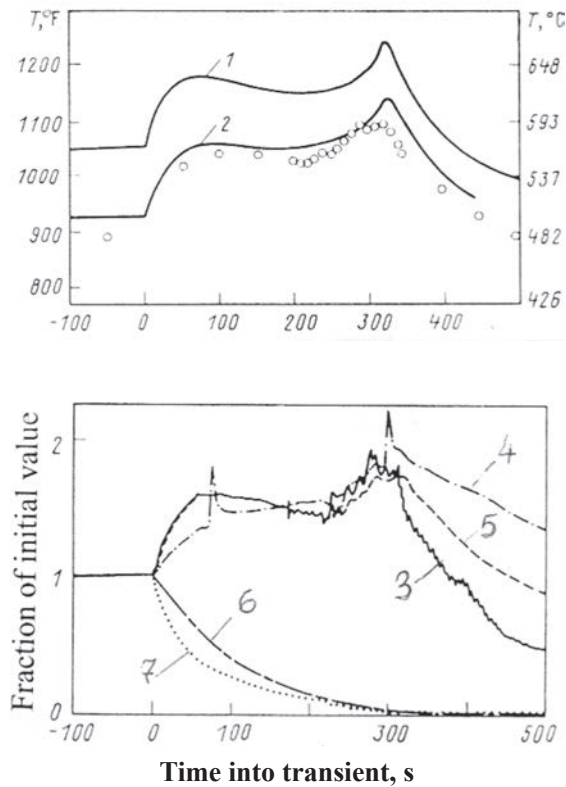 T,°F T,°C
1200 1 648
1100 2 593
1000 537
900 482
800 426
-100 0 100 200 300 400
Fraction of initial value
2
1
0
4
5
3
6
7
-100 0 100 200 300 400 500
Time into transient, s